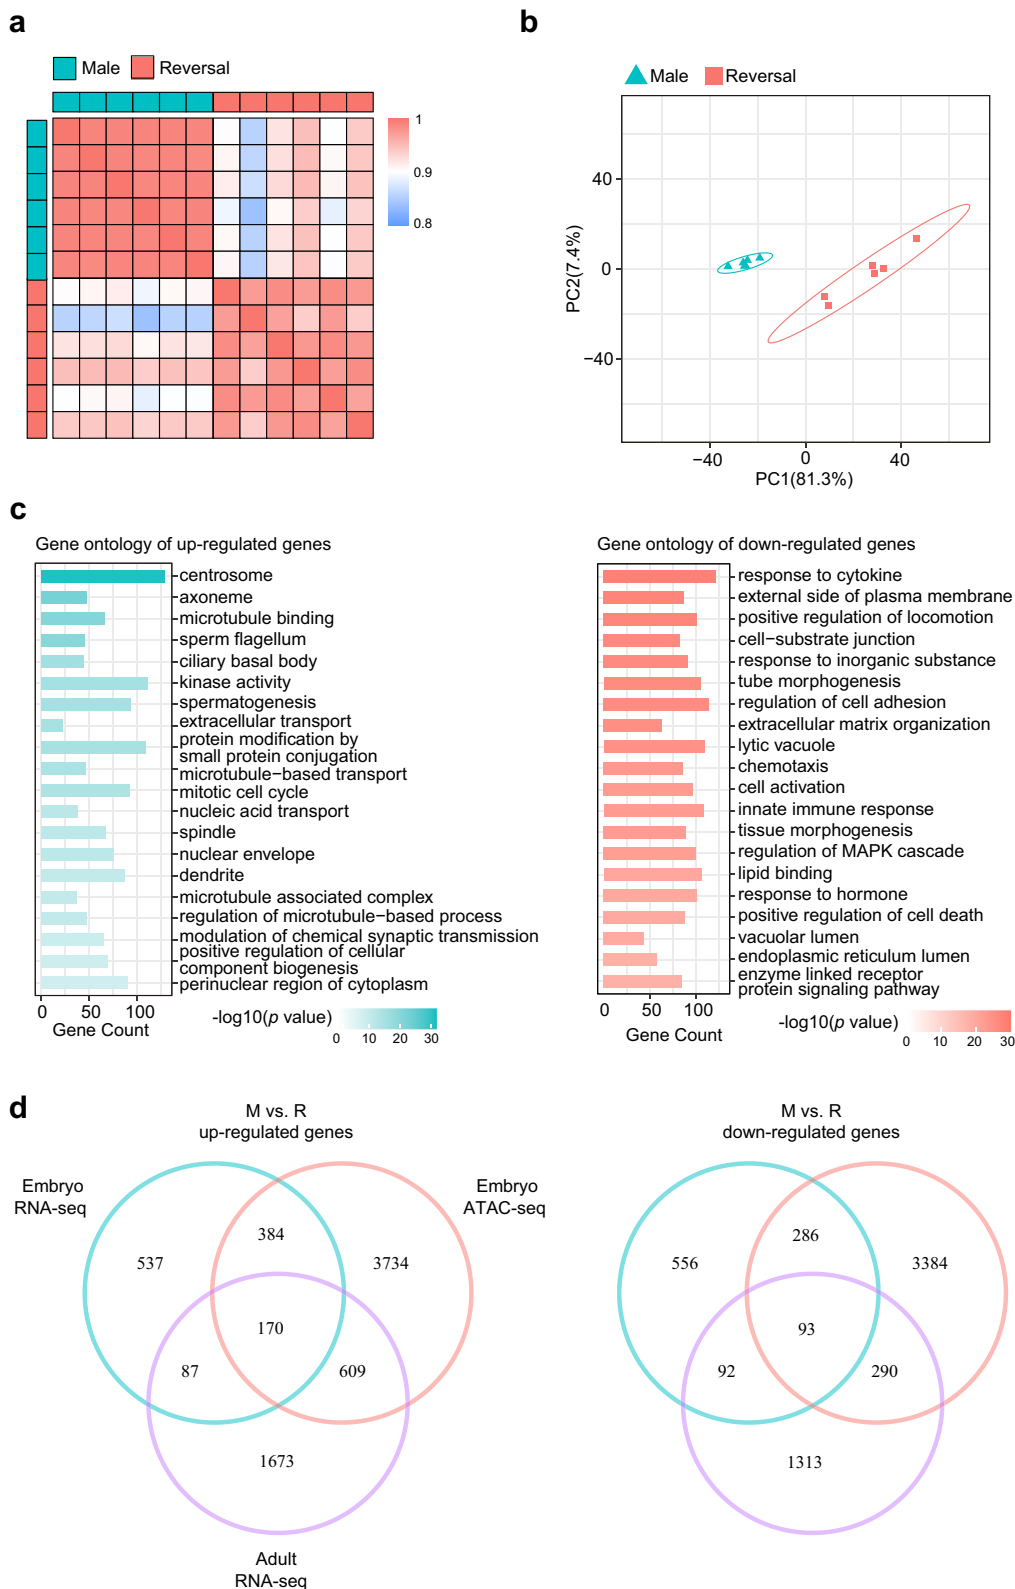 a
Male
Reversal
1
0.9
0.8
b
Male
Reversal
40
0
−40
PC2(7.4%)
−40
0
40
PC1(81.3%)
c
Gene ontology of up-regulated genes
centrosome
axoneme
microtubule binding
sperm flagellum
ciliary basal body
kinase activity
spermatogenesis
extracellular transport
protein modification by
small protein conjugation
microtubule−based transport
mitotic cell cycle
nucleic acid transport
spindle
nuclear envelope
dendrite
microtubule associated complex
regulation of microtubule−based process
modulation of chemical synaptic transmission
positive regulation of cellular
component biogenesis
perinuclear region of cytoplasm
0
50
100
Gene Count
-log10(p value)
0
10
20
30
Gene ontology of down-regulated genes
response to cytokine
external side of plasma membrane
positive regulation of locomotion
cell−substrate junction
response to inorganic substance
tube morphogenesis
regulation of cell adhesion
extracellular matrix organization
lytic vacuole
chemotaxis
cell activation
innate immune response
tissue morphogenesis
regulation of MAPK cascade
lipid binding
response to hormone
positive regulation of cell death
vacuolar lumen
endoplasmic reticulum lumen
enzyme linked receptor
protein signaling pathway
0
50
100
Gene Count
-log10(p value)
0
10
20
30
d
M vs. R
up-regulated genes
Embryo
RNA-seq
Embryo
ATAC-seq
384
537
3734
170
87
609
1673
Adult
RNA-seq
M vs. R
down-regulated genes
286
556
3384
93
92
290
1313